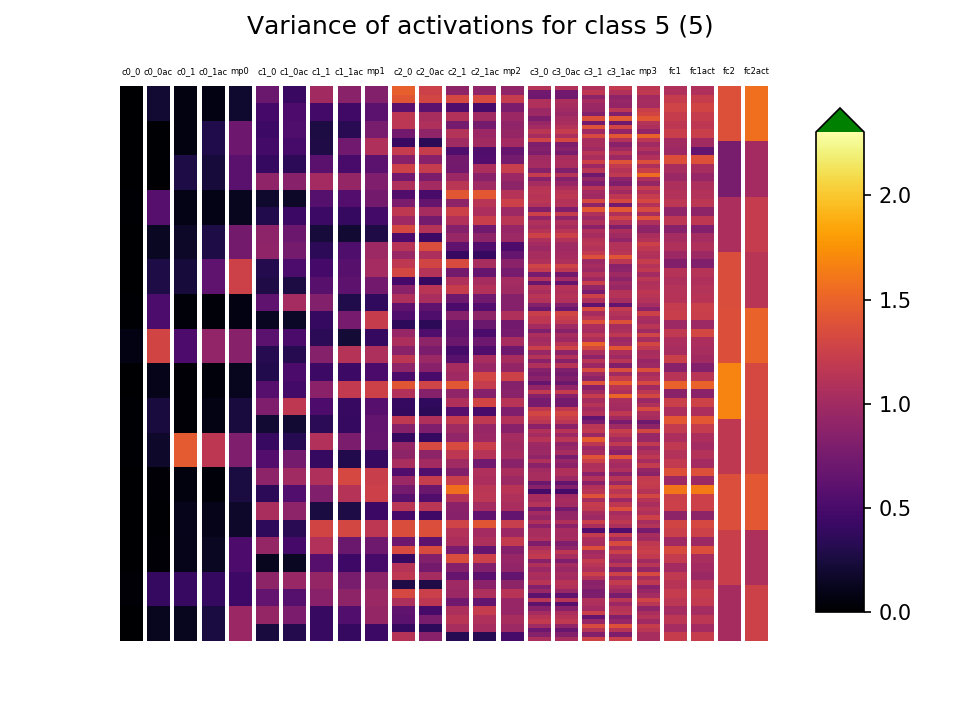 Variance of activations for class 5 (5)
c0_0 c0_0ac c0_1 c0_1ac mp0 c1_0 c1_0ac c1_1 c1_1ac mp1 c2_0 c2_0ac c2_1 c2_1ac mp2 c3_0 c3_0ac c3_1 c3_1ac mp3 fc1 fc1act fc2 fc2act
2.0
1.5
1.0
0.5
0.0